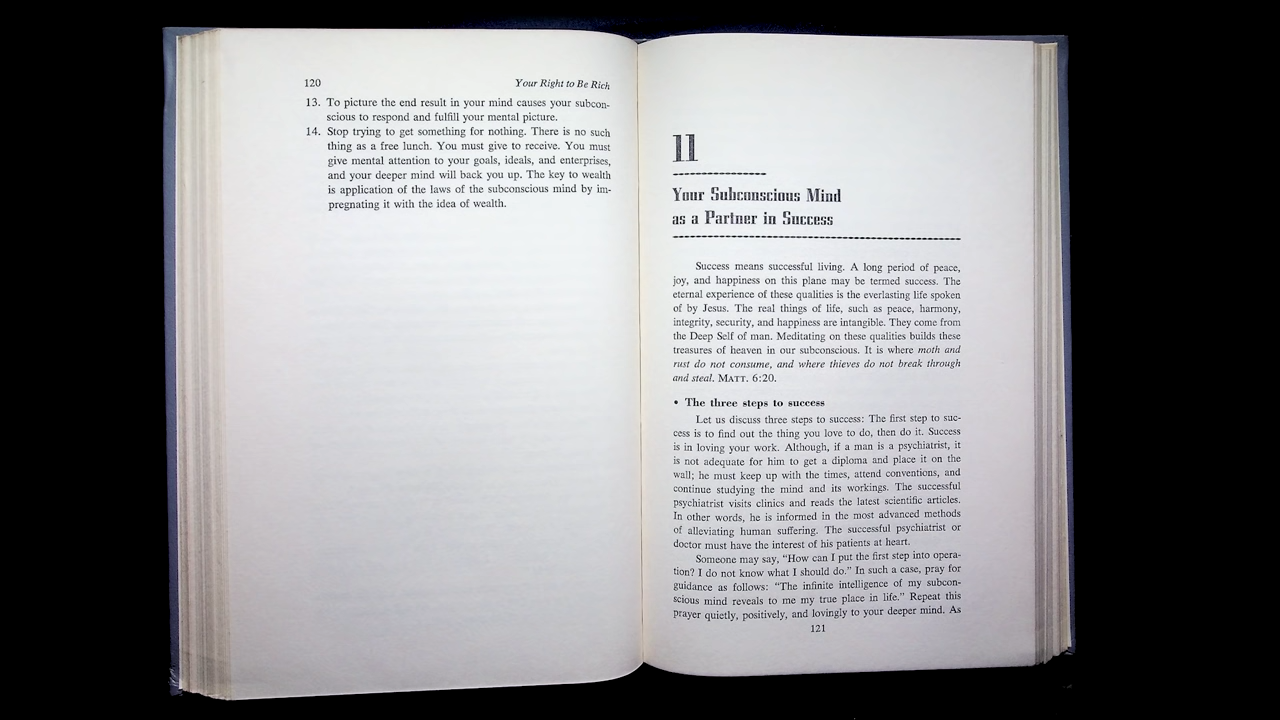 120 Your Right to Be Rich
13. To picture the end result in your mind causes your subcon-
scious to respond and fulfill your mental picture.
14. Stop trying to get something for nothing. There is no such
thing as a free lunch. You must give to receive. You must
give mental attention to your goals, ideals, and enterprises,
and your deeper mind will back you up. The key to wealth
is application of the laws of the subconscious mind by im-
pregnating it with the idea of wealth.
11
Your Subconscious Mind
as a Partner in Success
Success means successful living. A long period of peace,
joy, and happiness on this plane may be termed success. The
eternal experience of these qualities is the everlasting life spoken
of by Jesus. The real things of life, such as peace, harmony,
integrity, security, and happiness are intangible. They come from
the Deep Self of man. Meditating on these qualities builds these
treasures of heaven in our subconscious. It is where moth and
rust do not consume, and where thieves do not break through
and steal. MATT. 6:20.
• The three steps to success
Let us discuss three steps to success: The first step to suc-
cess is to find out the thing you love to do, then do it. Success
is in loving your work. Although, if a man is a psychiatrist, it
is not adequate for him to get a diploma and place it on the
wall; he must keep up with the times, attend conventions, and
continue studying the mind and its workings. The successful
psychiatrist visits clinics and reads the latest scientific articles.
In other words, he is informed in the most advanced methods
of alleviating human suffering. The successful psychiatrist or
doctor must have the interest of his patients at heart.
Someone may say, “How can I put the first step into opera-
tion? I do not know what I should do.” In such a case, pray for
guidance as follows: “The infinite intelligence of my subcon-
scious mind reveals to me my true place in life.” Repeat this
prayer quietly, positively, and lovingly to your deeper mind. As
121